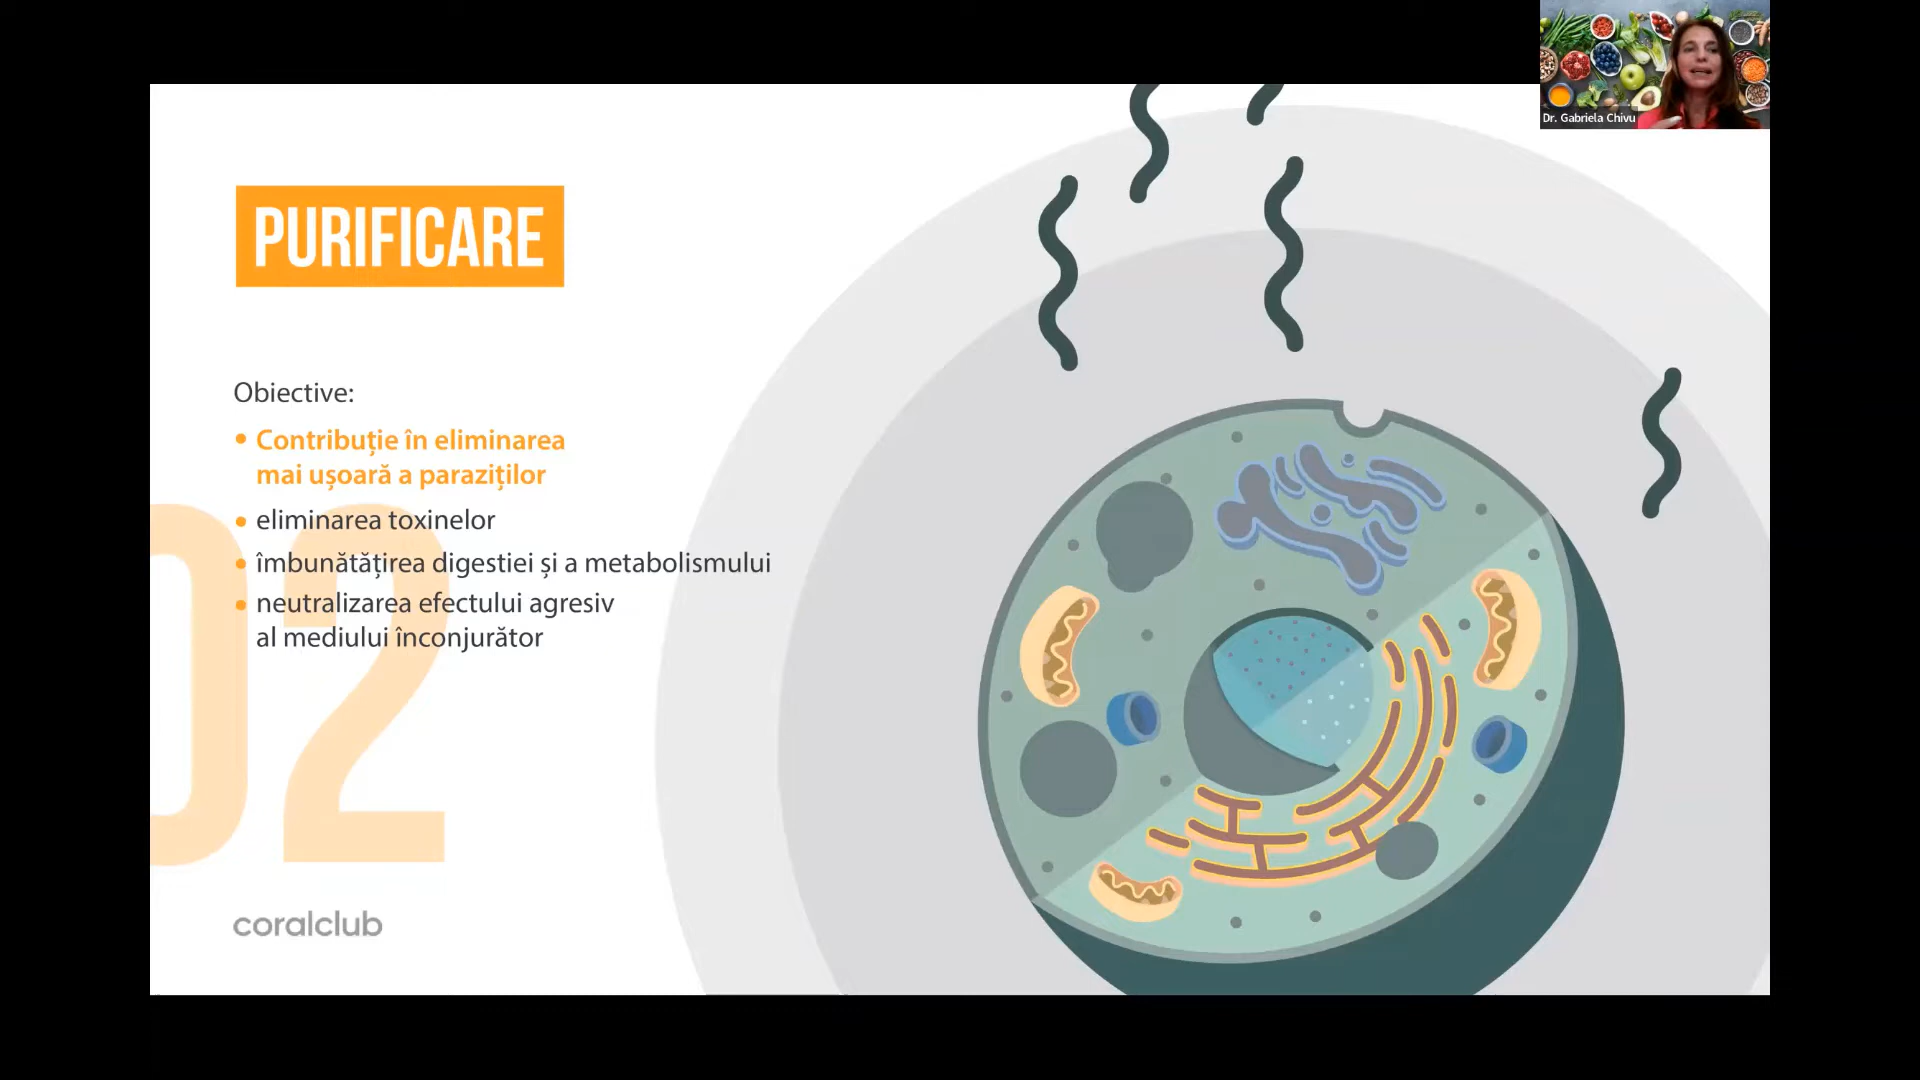 Dr. Gabriela Chivu
PURIFICARE
Obiective:
• Contribuție în eliminarea
mai ușoară a paraziților
• eliminarea toxinelor
• îmbunătățirea digestiei și a metabolismului
• neutralizarea efectului agresiv
al mediului înconjurător
02
coralclub